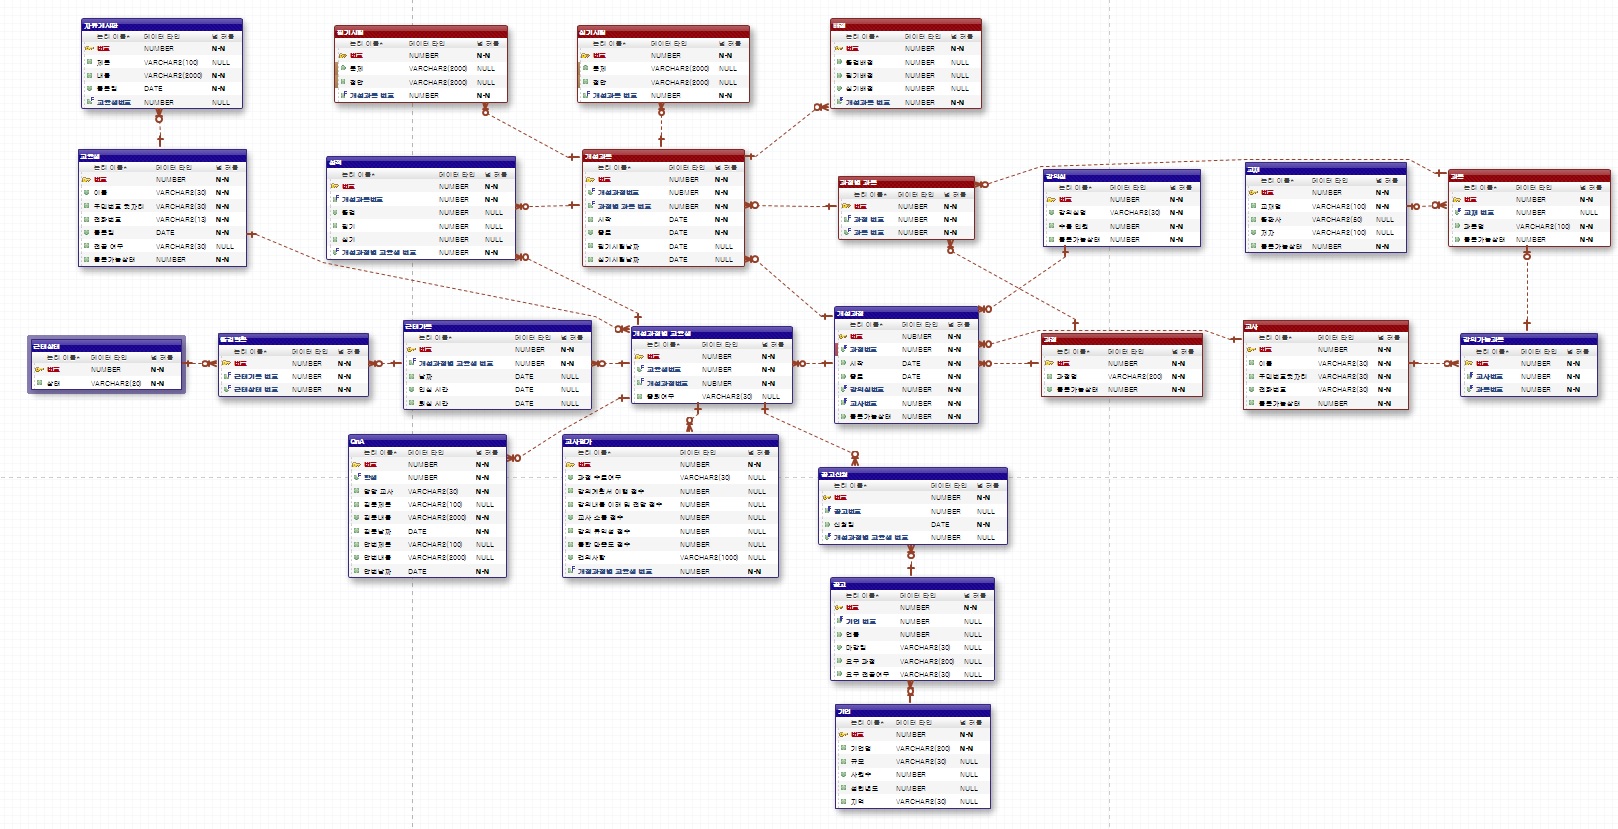 자유게시판
논리 이름* 데이터 타입 널 허용
번호 NUMBER N-N
제목 VARCHAR2(100) NULL
내용 VARCHAR2(2000) NULL
등록일 DATE N-N
교육생번호 NUMBER NULL
필기시험
논리 이름* 데이터 타입 널 허용
번호 NUMBER N-N
문제 VARCHAR2(2000) NULL
답안 VARCHAR2(2000) NULL
개설과목 번호 NUMBER N-N
실기시험
논리 이름* 데이터 타입 널 허용
번호 NUMBER N-N
문제 VARCHAR2(2000) NULL
답안 VARCHAR2(2000) NULL
개설과목 번호 NUMBER N-N
배점
논리 이름* 데이터 타입 널 허용
번호 NUMBER N-N
출결배점 NUMBER NULL
필기배점 NUMBER NULL
실기배점 NUMBER NULL
개설과목 번호 NUMBER N-N
교육생
논리 이름* 데이터 타입 널 허용
번호 NUMBER N-N
이름 VARCHAR2(30) N-N
주민번호 뒷자리 VARCHAR2(30) N-N
전화번호 VARCHAR2(13) N-N
등록일 DATE N-N
전공 여부 VARCHAR2(30) NULL
등록가능상태 NUMBER N-N
성적
논리 이름* 데이터 타입 널 허용
번호 NUMBER N-N
개설과목번호 NUMBER N-N
출결 NUMBER NULL
필기 NUMBER NULL
실기 NUMBER NULL
개설과정별 교육생 번호 NUMBER N-N
개설과목
논리 이름* 데이터 타입 널 허용
번호 NUMBER N-N
개설과정번호 NUBMER N-N
과정별 과목 번호 NUMBER N-N
시작 DATE N-N
종료 DATE N-N
필기시험날짜 DATE NULL
실기시험날짜 DATE NULL
과정별 과목
논리 이름* 데이터 타입 널 허용
번호 NUMBER N-N
과정 번호 NUMBER N-N
과목 번호 NUMBER N-N
강의실
논리 이름* 데이터 타입 널 허용
번호 NUMBER N-N
강의실명 VARCHAR2(30) N-N
수용 인원 NUMBER N-N
등록가능상태 NUMBER N-N
교재
논리 이름* 데이터 타입 널 허용
번호 NUMBER N-N
교재명 VARCHAR2(100) N-N
출판사 VARCHAR2(50) NULL
저자 VARCHAR2(100) NULL
등록가능상태 NUMBER N-N
과목
논리 이름* 데이터 타입 널 허용
번호 NUMBER N-N
교재 번호 NUMBER NULL
과목명 VARCHAR2(100) N-N
등록가능상태 NUMBER N-N
근태상태
논리 이름* 데이터 타입 널 허용
번호 NUMBER N-N
상태 VARCHAR2(20) N-N
논리 이름* 데이터 타입 널 허용
번호 NUMBER N-N
근태기록 번호 NUMBER N-N
근태상태 번호 NUMBER N-N
근태기록
논리 이름* 데이터 타입 널 허용
번호 NUMBER N-N
개설과정별 교육생 번호 NUMBER N-N
날짜 DATE N-N
입실 시간 DATE NULL
퇴실 시간 DATE NULL
개설과정별 교육생
논리 이름* 데이터 타입 널 허용
번호 NUMBER N-N
교육생번호 NUMBER N-N
개설과정번호 NUBMER N-N
중퇴여부 VARCHAR2(30) NULL
개설과정
논리 이름* 데이터 타입 널 허용
번호 NUBMER N-N
과정번호 NUMBER N-N
시작 DATE N-N
종료 DATE N-N
강의실번호 NUMBER N-N
교사번호 NUMBER N-N
등록가능상태 NUMBER N-N
과정
논리 이름* 데이터 타입 널 허용
번호 NUMBER N-N
과정명 VARCHAR2(200) N-N
등록가능상태 NUMBER N-N
교사
논리 이름* 데이터 타입 널 허용
번호 NUMBER N-N
이름 VARCHAR2(30) N-N
주민번호뒷자리 VARCHAR2(30) N-N
전화번호 VARCHAR2(30) N-N
등록가능상태 NUMBER N-N
강의가능과목
논리 이름* 데이터 타입 널 허용
번호 NUMBER N-N
교사번호 NUMBER N-N
과목번호 NUMBER N-N
QnA
논리 이름* 데이터 타입 널 허용
번호 NUMBER N-N
학생 NUMBER N-N
담당 교사 VARCHAR2(30) N-N
질문제목 VARCHAR2(100) NULL
질문내용 VARCHAR2(2000) N-N
질문날짜 DATE N-N
답변제목 VARCHAR2(100) NULL
답변내용 VARCHAR2(2000) NULL
답변날짜 DATE N-N
교사평가
논리 이름* 데이터 타입 널 허용
번호 NUMBER N-N
과정 수료여부 VARCHAR2(30) NULL
강의계획서 이행 점수 NUMBER NULL
강의내용 이해 및 전달 점수 NUMBER NULL
교사 소통 점수 NUMBER NULL
강의 유익성 점수 NUMBER NULL
종합 만족도 점수 NUMBER NULL
건의사항 VARCHAR2(1000) NULL
개설과정별 교육생 번호 NUMBER NULL
공고신청
논리 이름* 데이터 타입 널 허용
번호 NUMBER N-N
공고번호 NUMBER NULL
신청일 DATE N-N
개설과정별 교육생 번호 NUMBER NULL
공고
논리 이름* 데이터 타입 널 허용
번호 NUMBER N-N
기업 번호 NUMBER NULL
연봉 NUMBER NULL
마감일 VARCHAR2(30) NULL
요구 과정 VARCHAR2(200) NULL
요구 전공여부 VARCHAR2(30) NULL
기업
논리 이름* 데이터 타입 널 허용
번호 NUMBER N-N
기업명 VARCHAR2(200) N-N
규모 VARCHAR2(30) NULL
사원수 NUMBER NULL
설립년도 NUMBER NULL
지역 VARCHAR2(30) NULL